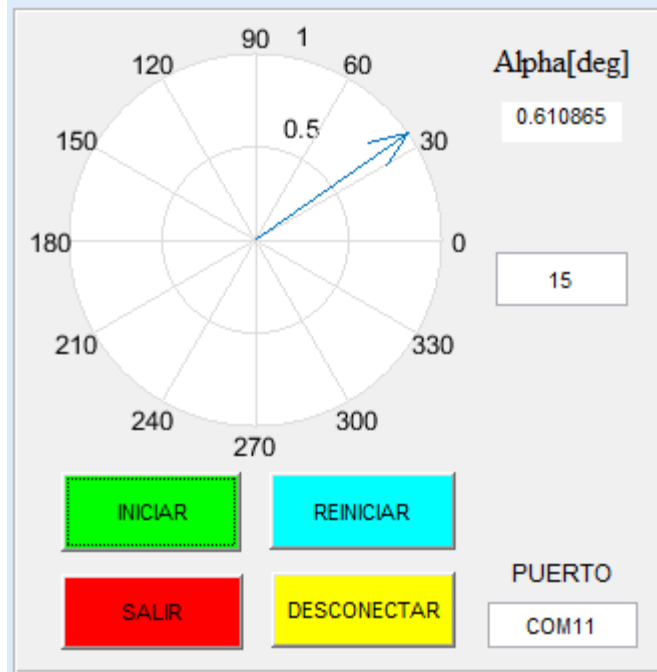 90
1
120
60
Alpha[deg]
0.610865
0.5
150
30
180
0
15
210
330
240
300
270
INICIAR
REINICIAR
PUERTO
SALIR
DESCONECTAR
COM11